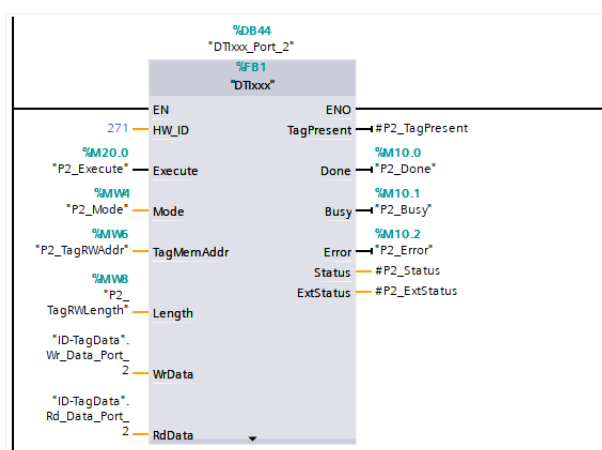 %DB44
"DTIxxx_Port_2"
%FB1
"DTIxxx"
EN ENO
271 HW_ID TagPresent #P2_TagPresent
%M20.0 %M10.0
"P2_Execute" Execute Done "P2_Done"
%MW4 %M10.1
"P2_Mode" Mode Busy "P2_Busy"
%MW6 %M10.2
"P2_TagRWAddr" TagMemAddr Error "P2_Error"
Status #P2_Status
%MW8
"P2_ ExtStatus #P2_ExtStatus
TagRWLength" Length
"ID-TagData".
Wr_Data_Port_
2 WrData
"ID-TagData".
Rd_Data_Port_
2 RdData